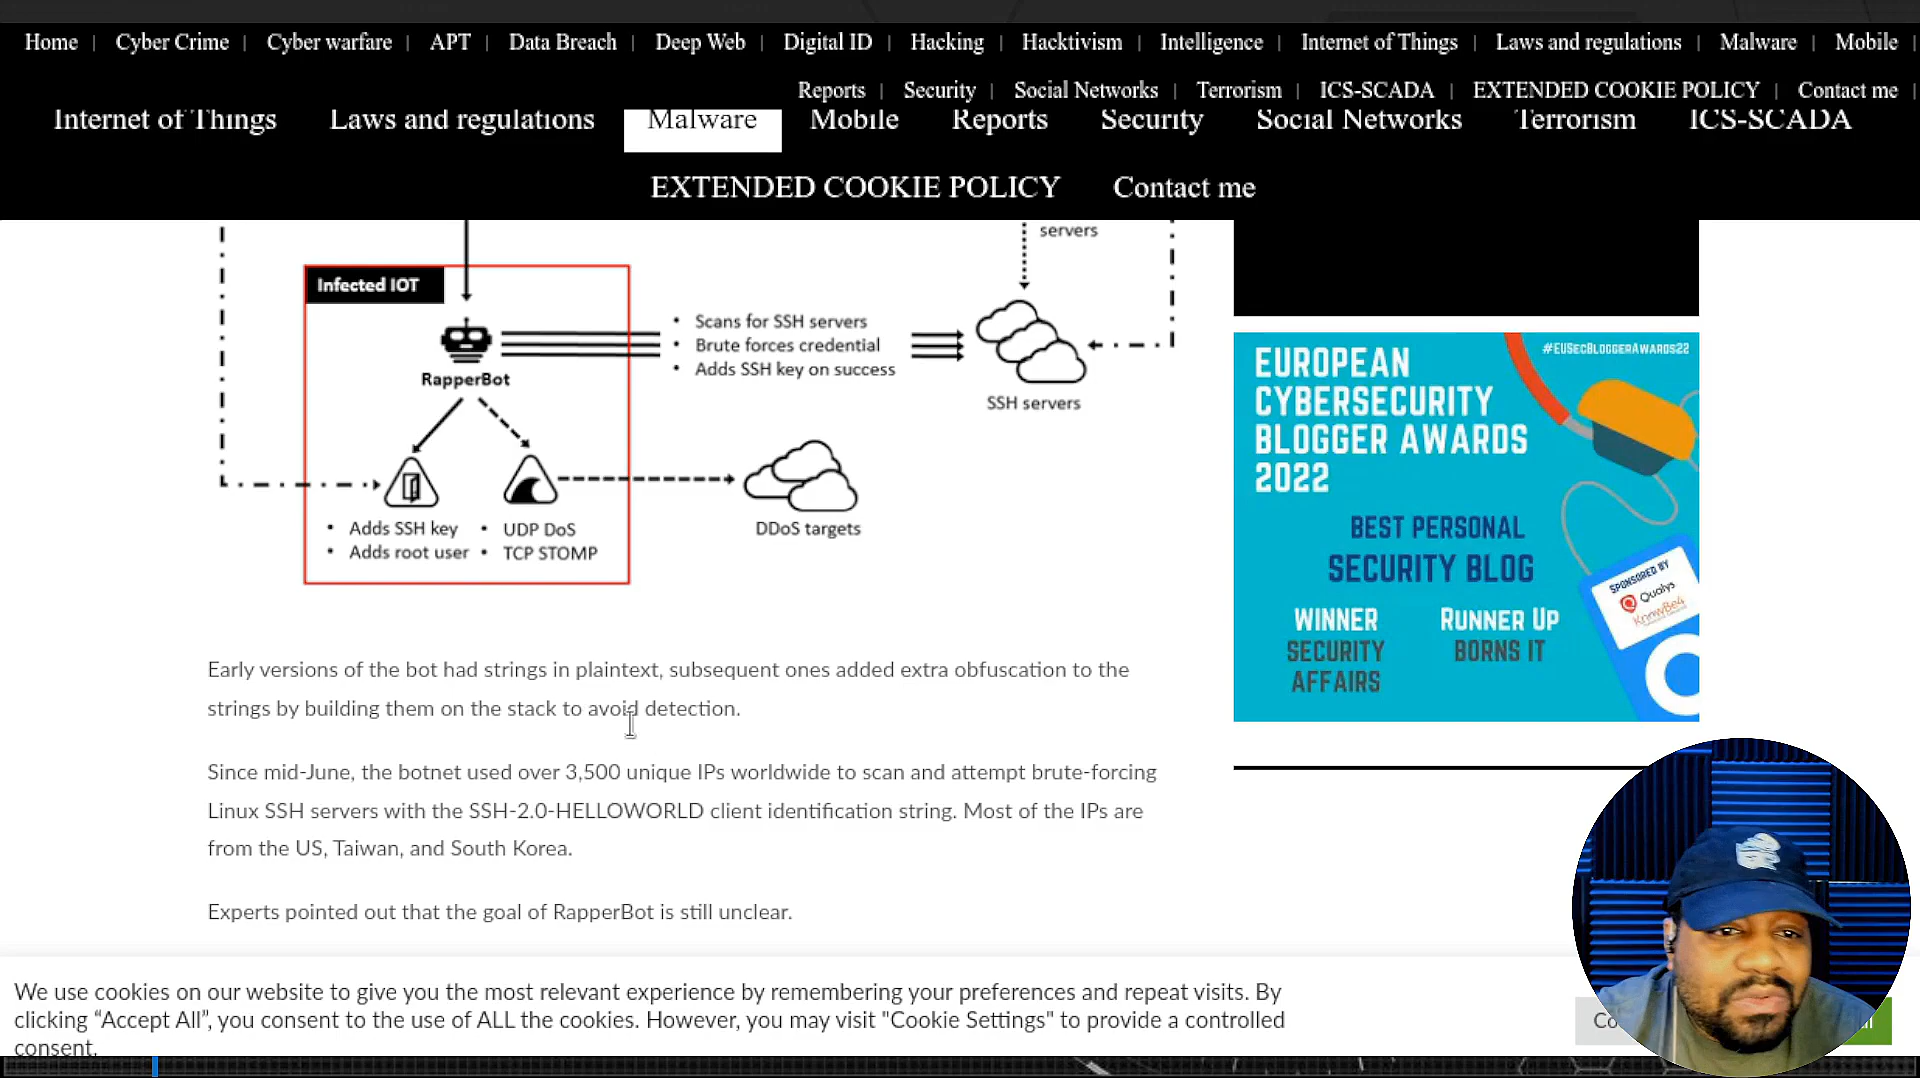 Home | Cyber Crime | Cyber warfare | APT | Data Breach | Deep Web | Digital ID | Hacking | Hacktivism | Intelligence | Internet of Things | Laws and regulations | Malware | Mobile |
Reports | Security | Social Networks | Terrorism | ICS-SCADA | EXTENDED COOKIE POLICY | Contact me |
Internet of Things Laws and regulations Malware Mobile Reports Security Social Networks Terrorism ICS-SCADA
EXTENDED COOKIE POLICY Contact me
servers
Infected IOT
• Scans for SSH servers
• Brute forces credential
• Adds SSH key on success
RapperBot
SSH servers
• Adds SSH key
• Adds root user
• UDP DoS
• TCP STOMP
DDoS targets
#EUSecBloggerAwards22
EUROPEAN
CYBERSECURITY
BLOGGER AWARDS
2022
BEST PERSONAL
SECURITY BLOG
SPONSORED BY
Qualys
KnowBe4
WINNER
SECURITY
AFFAIRS
RUNNER UP
BORNS IT
Early versions of the bot had strings in plaintext, subsequent ones added extra obfuscation to the
strings by building them on the stack to avoid detection.
Since mid-June, the botnet used over 3,500 unique IPs worldwide to scan and attempt brute-forcing
Linux SSH servers with the SSH-2.0-HELLOWORLD client identification string. Most of the IPs are
from the US, Taiwan, and South Korea.
Experts pointed out that the goal of RapperBot is still unclear.
We use cookies on our website to give you the most relevant experience by remembering your preferences and repeat visits. By
clicking “Accept All”, you consent to the use of ALL the cookies. However, you may visit "Cookie Settings" to provide a controlled
consent.